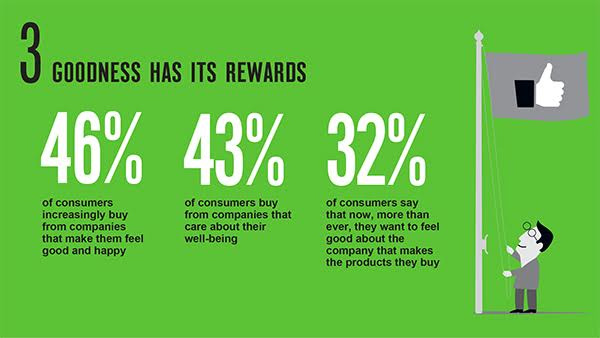 3 GOODNESS HAS ITS REWARDS
46%
of consumers
increasingly buy
from companies
that make them feel
good and happy
43%
of consumers buy
from companies that
care about their
well-being
32%
of consumers say
that now, more than
ever, they want to feel
good about the
company that makes
the products they buy